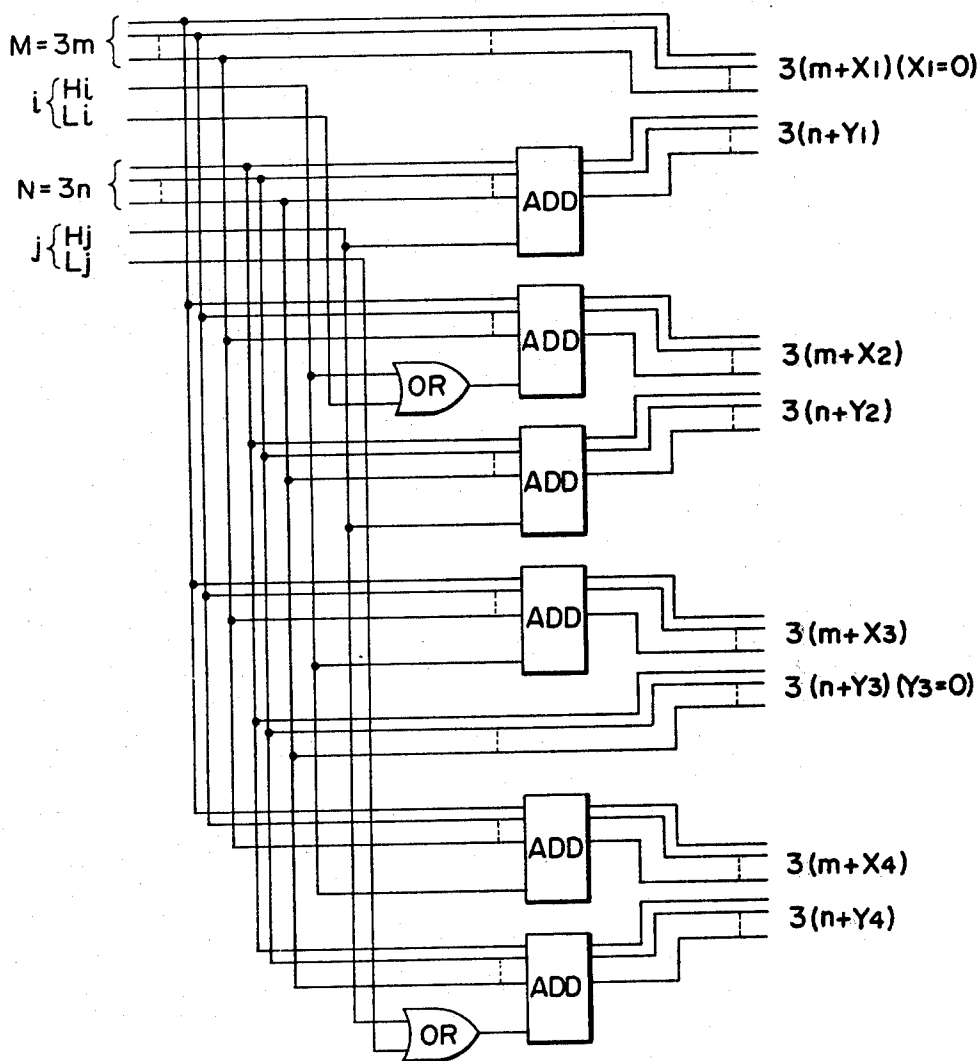 M=3m
3(m+X1)(X1=0)
i { Hi
Li
3(n+Y1)
N=3n
ADD
j { Hj
Lj
ADD
3(m+X2)
OR
3(n+Y2)
ADD
ADD
3(m+X3)
3(n+Y3)(Y3=0)
ADD
3(m+X4)
3(n+Y4)
ADD
OR